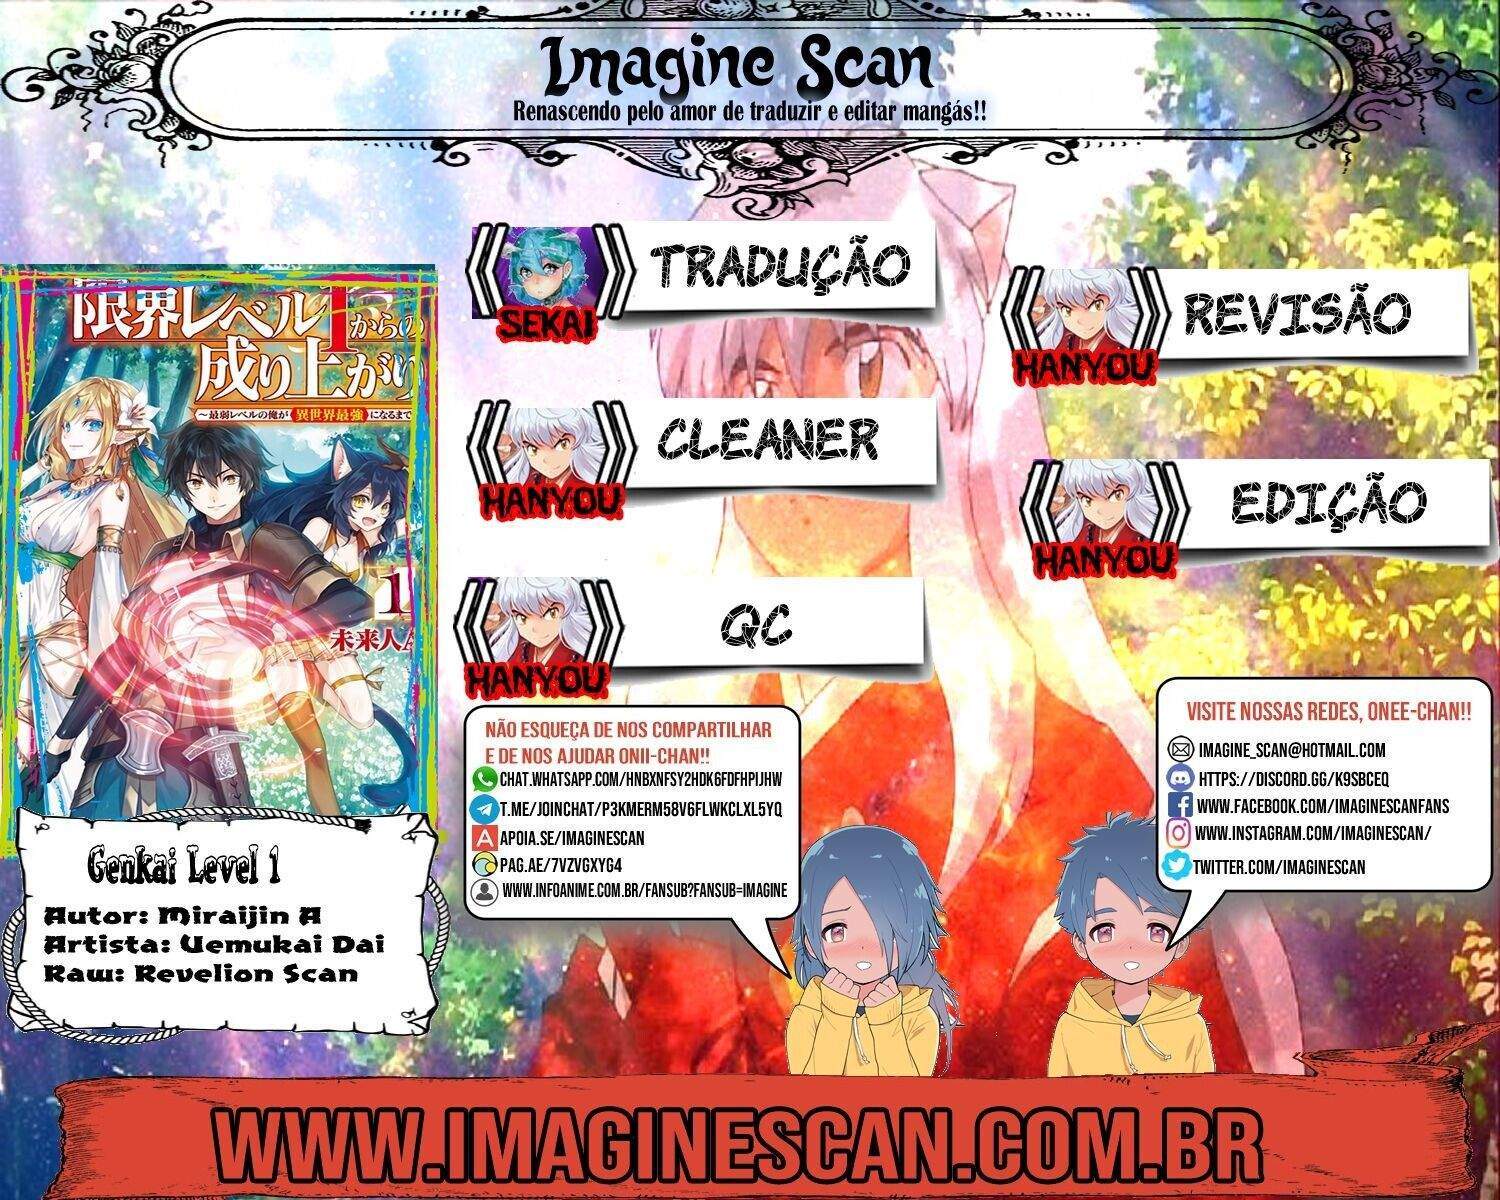 Imagine Scan
Renascendo pelo amor de traduzir e editar mangás!!
TRADUÇÃO
SEKAI
REVISÃO
HANYOU
CLEANER
HANYOU
EDIÇÃO
HANYOU
QC
HANYOU
限界レベル1からの
成り上がり
～最弱レベルの俺が異世界最強になるまで
1
未来人A
Genkai Level 1
Autor: Miraijin A
Artista: Uemukai Dai
Raw: Revelion Scan
NÃO ESQUEÇA DE NOS COMPARTILHAR
E DE NOS AJUDAR ONII-CHAN!!
CHAT.WHATSAPP.COM/HNBXNFSY2HDK6FDFHPIJHW
T.ME/JOINCHAT/P3KMERM58V6FLWKCLXL5YQ
APOIA.SE/IMAGINESCAN
PAG.AE/7VZVGXYG4
WWW.INFOANIME.COM.BR/FANSUB?FANSUB=IMAGINE
VISITE NOSSAS REDES, ONEE-CHAN!!
IMAGINE_SCAN@HOTMAIL.COM
HTTPS://DISCORD.GG/K9SBCEQ
WWW.FACEBOOK.COM/IMAGINESCANFANS
WWW.INSTAGRAM.COM/IMAGINESCAN/
TWITTER.COM/IMAGINESCAN
WWW.IMAGINESCAN.COM.BR